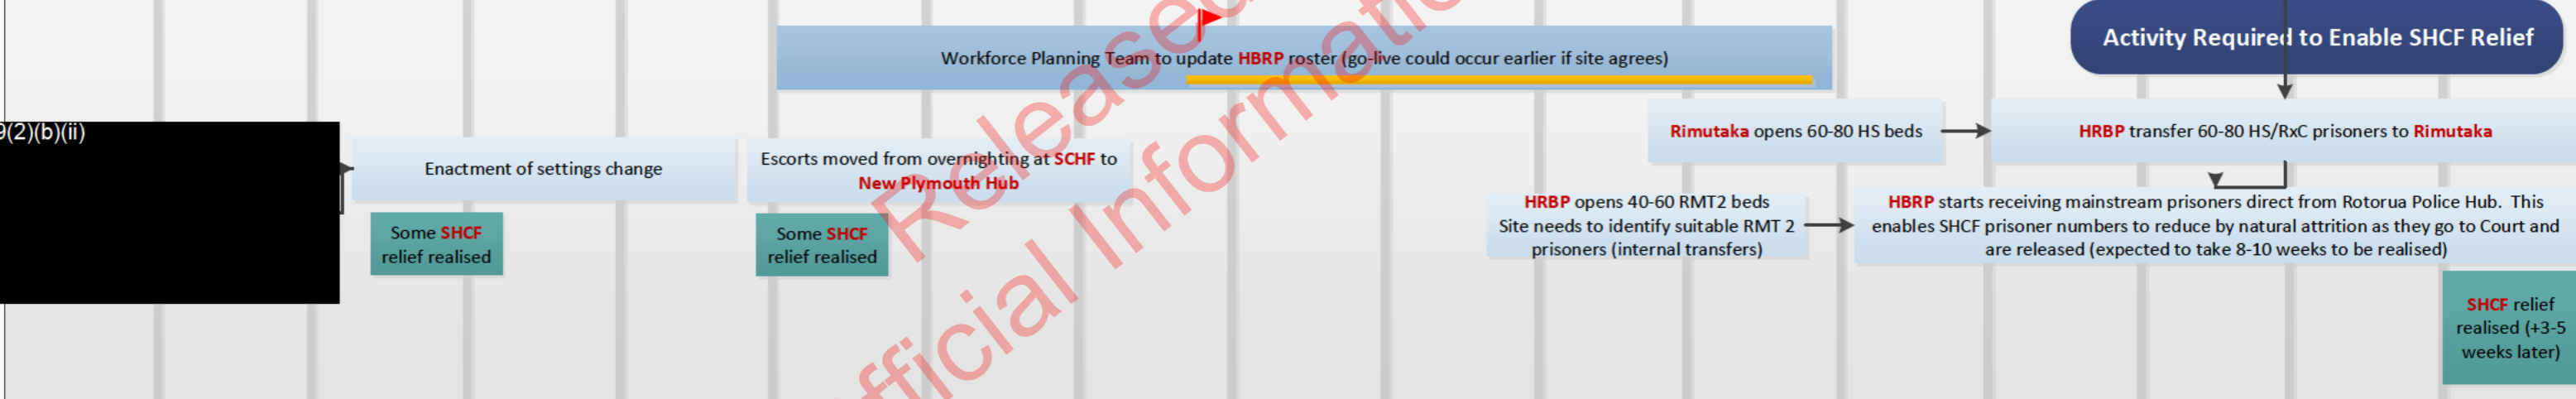 Workforce Planning Team to update HBRP roster (go-live could occur earlier if site agrees)
Activity Required to Enable SHCF Relief
9(2)(b)(ii)
Enactment of settings change
Some SHCF
relief realised
Escorts moved from overnighting at SCHF to
New Plymouth Hub
Some SHCF
relief realised
Rimutaka opens 60-80 HS beds
HRBP transfer 60-80 HS/RxC prisoners to Rimutaka
HRBP opens 40-60 RMT2 beds
Site needs to identify suitable RMT 2
prisoners (internal transfers)
HBRP starts receiving mainstream prisoners direct from Rotorua Police Hub. This
enables SHCF prisoner numbers to reduce by natural attrition as they go to Court and
are released (expected to take 8-10 weeks to be realised)
SHCF relief
realised (+3-5
weeks later)
Released
fficial Informatio